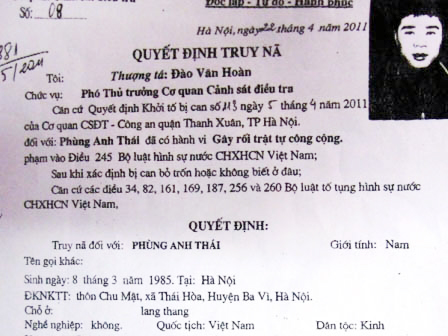 Số: 08
Độc lập - Tự do - Hạnh phúc
Hà Nội, ngày 22 tháng 4 năm 2011
QUYẾT ĐỊNH TRUY NÃ
Tôi: Thượng tá: Đào Văn Hoàn
Chức vụ: Phó Thủ trưởng Cơ quan Cảnh sát điều tra
Căn cứ Quyết định Khởi tố bị can số 113 ngày 5 tháng 4 năm 2011
của Cơ quan CSĐT - Công an quận Thanh Xuân, TP Hà Nội.
đối với: Phùng Anh Thái đã có hành vi Gây rối trật tự công cộng.
phạm vào Điều 245 Bộ luật hình sự nước CHXHCN Việt Nam;
Sau khi xác định bị can bỏ trốn hoặc không biết ở đâu;
Căn cứ các điều 34, 82, 161, 169, 187, 256 và 260 Bộ luật tố tụng hình sự nước
CHXHCN Việt Nam,
QUYẾT ĐỊNH:
Truy nã đối với: PHÙNG ANH THÁI Giới tính: Nam
Tên gọi khác:
Sinh ngày: 8 tháng 3 năm 1985. Tại: Hà Nội
ĐKNKTT: thôn Chu Mật, xã Thái Hòa, Huyện Ba Vì, Hà Nội.
Chỗ ở: lang thang
Nghề nghiệp: không. Quốc tịch: Việt Nam Dân tộc: Kinh